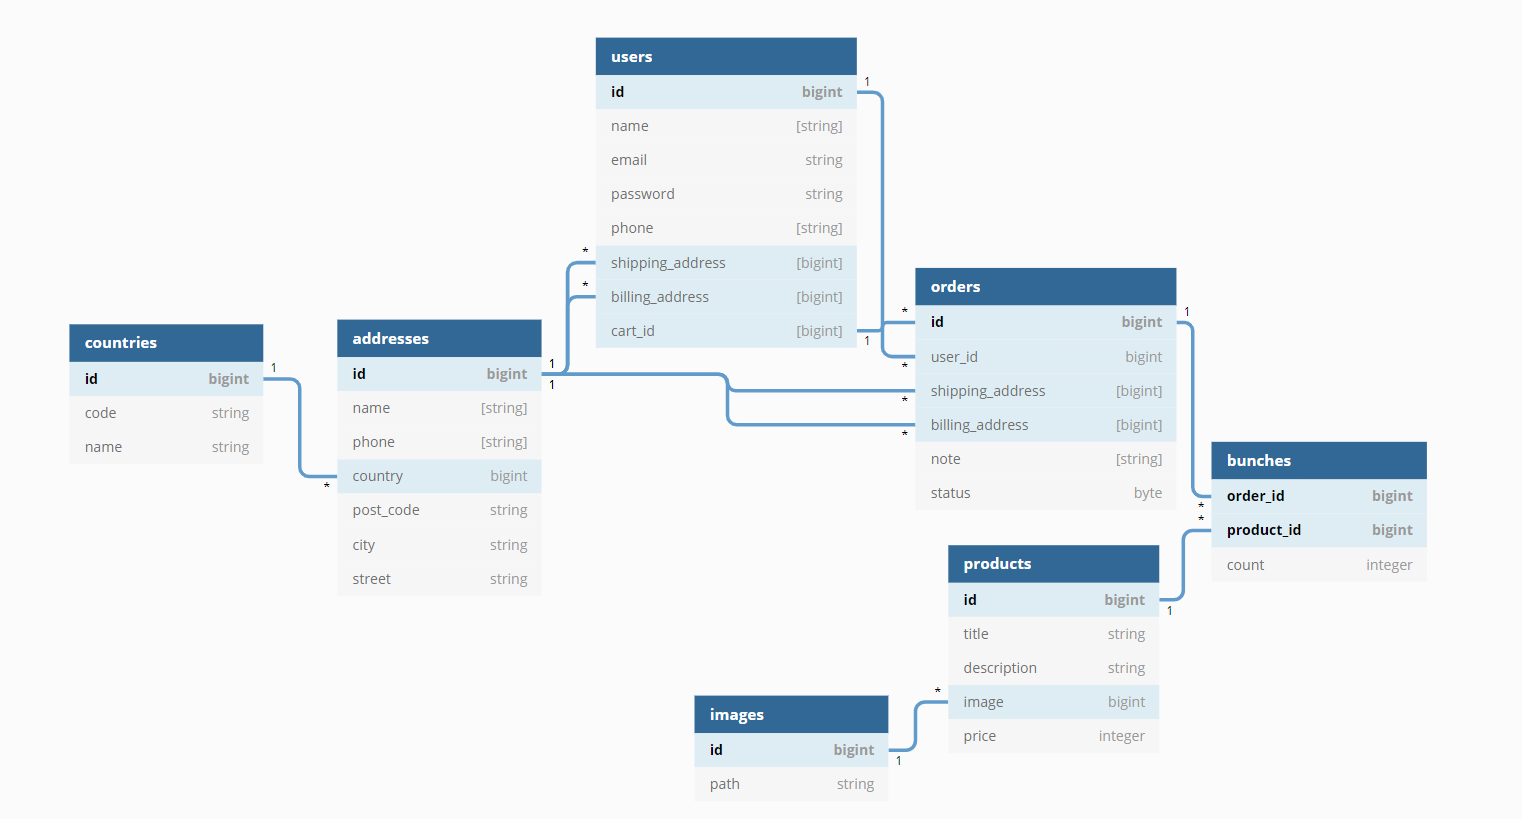 users
id bigint
name [string]
email string
password string
phone [string]
shipping_address [bigint]
billing_address [bigint]
cart_id [bigint]
1
*
*
1
countries
id bigint
code string
name string
1
*
addresses
id bigint
name [string]
phone [string]
country bigint
post_code string
city string
street string
1
1
orders
id bigint
user_id bigint
shipping_address [bigint]
billing_address [bigint]
note [string]
status byte
*
*
*
*
1
bunches
order_id bigint
product_id bigint
count integer
*
*
products
id bigint
title string
description string
image bigint
price integer
1
*
images
id bigint
path string
1